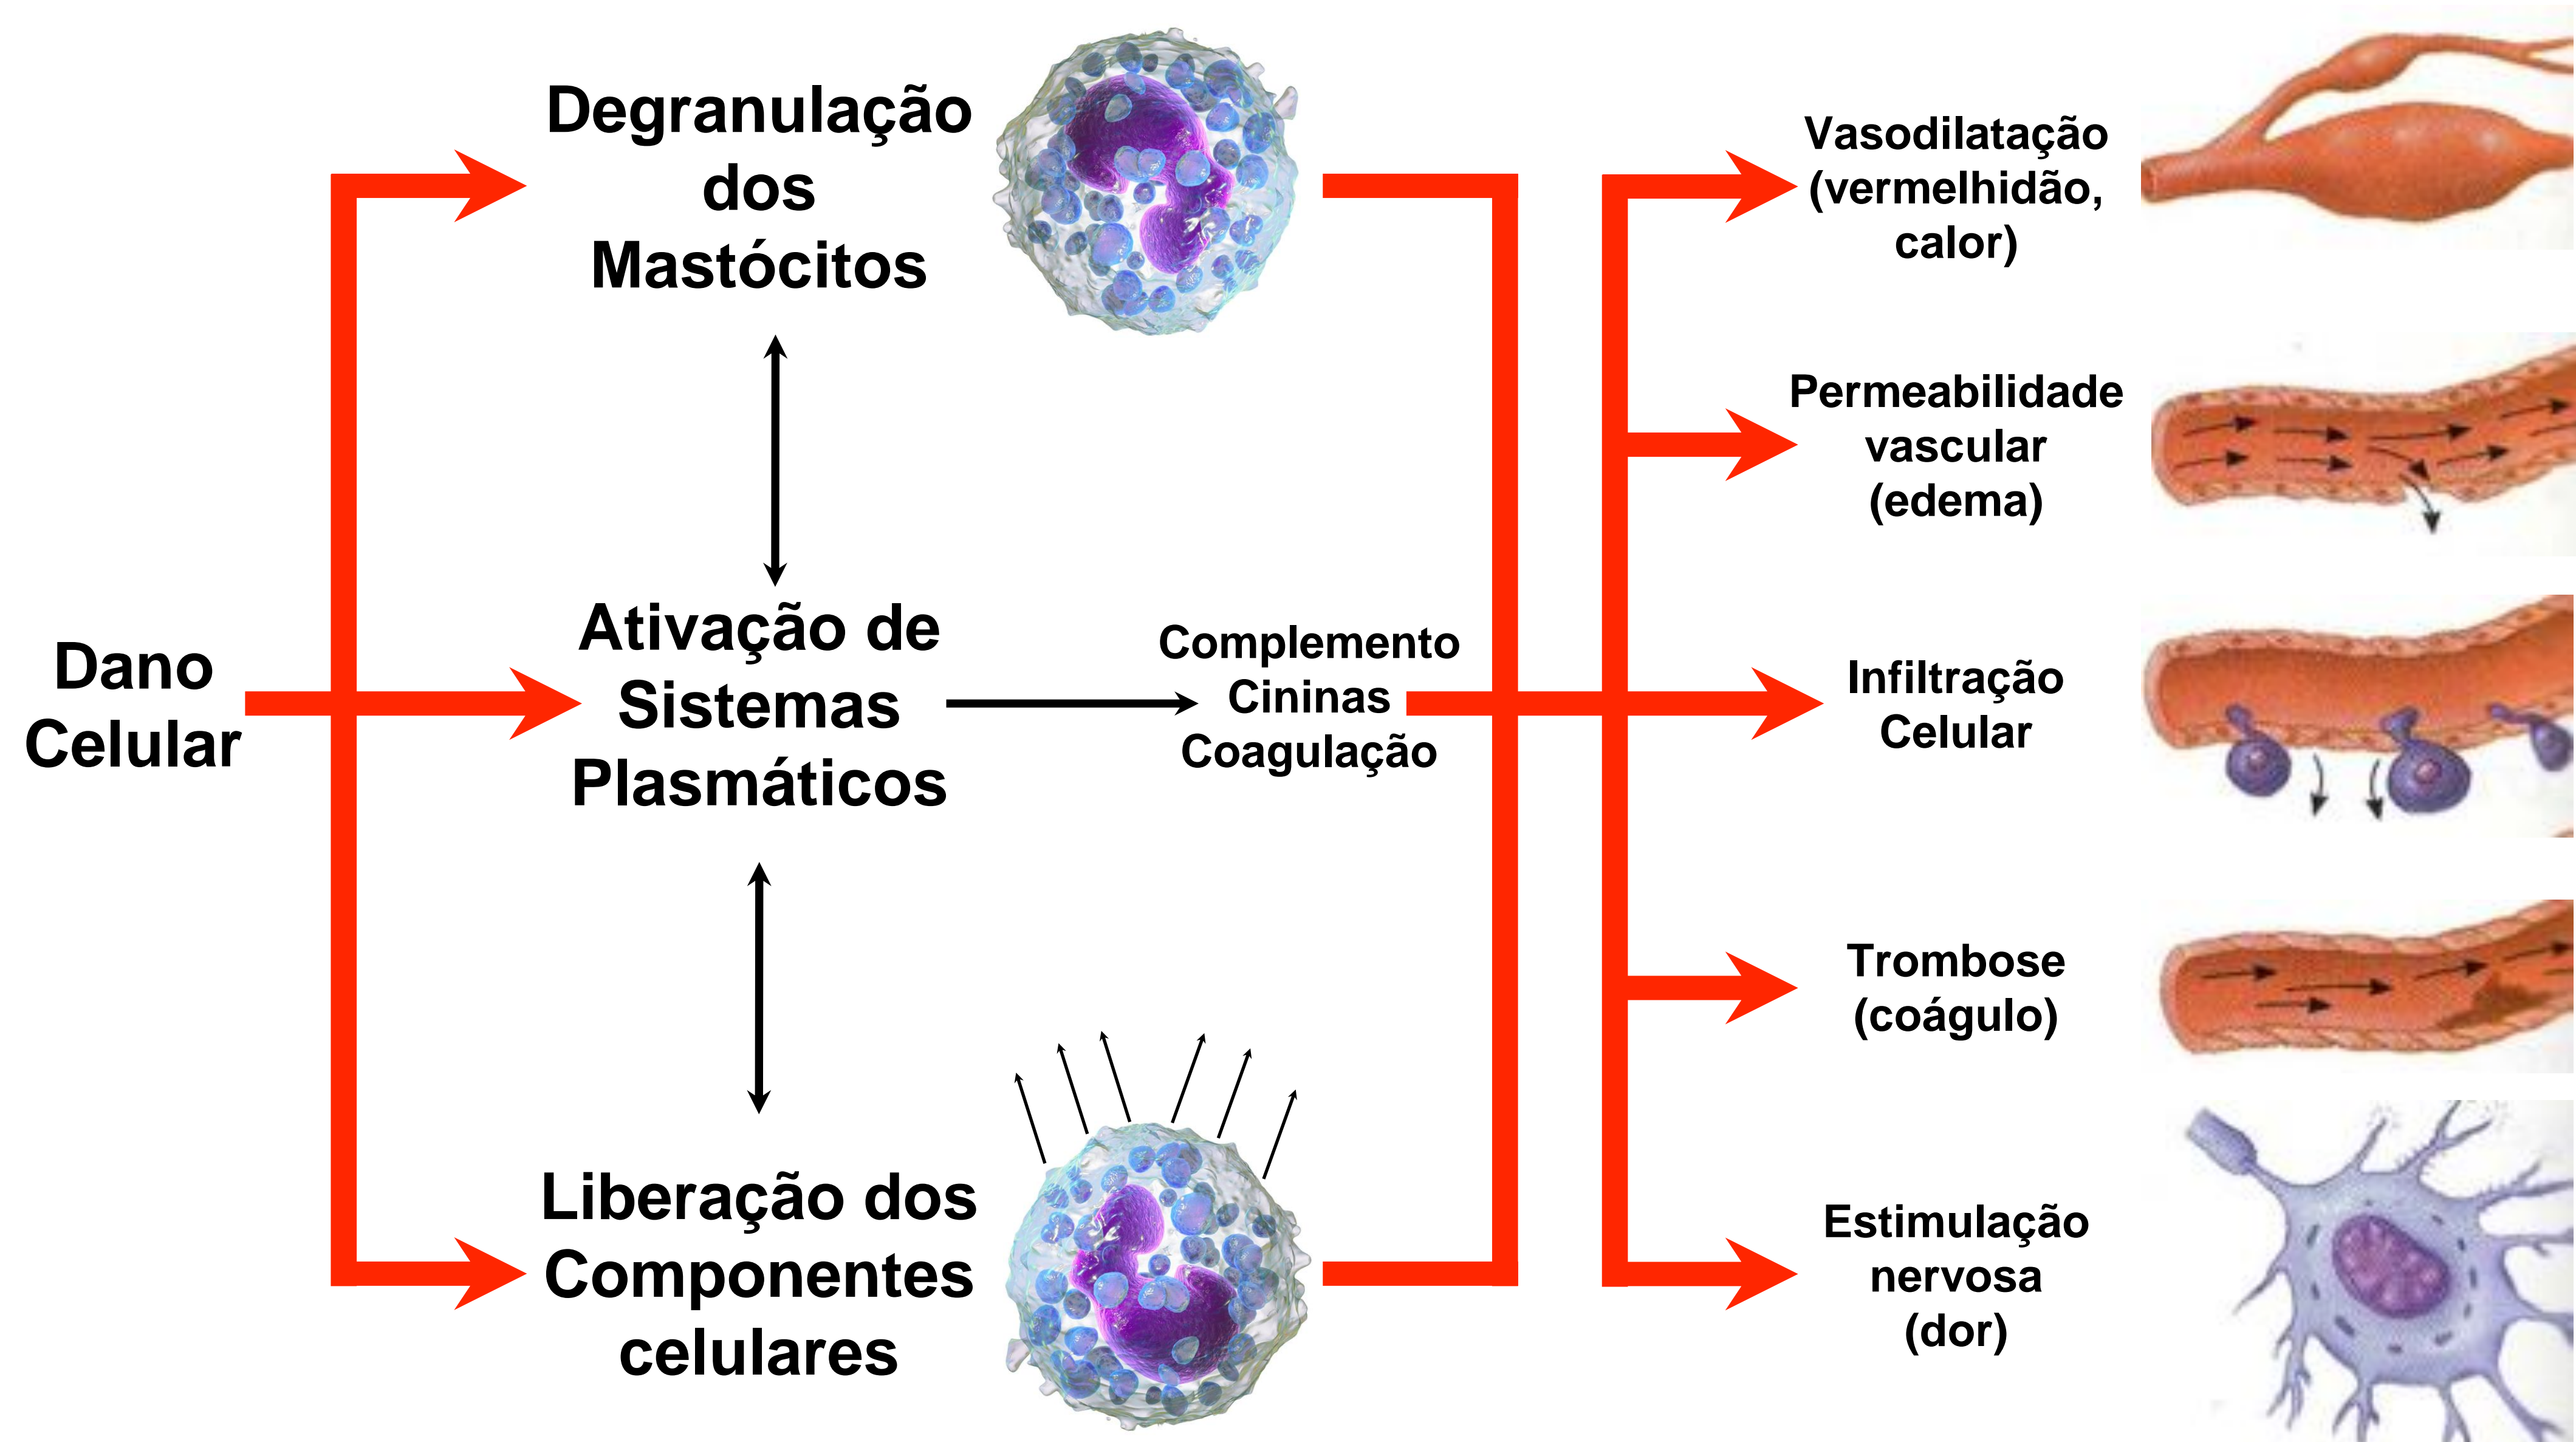 Dano
Celular
Degranulação
dos
Mastócitos
Ativação de
Sistemas
Plasmáticos
Liberação dos
Componentes
celulares
Complemento
Cininas
Coagulação
Vasodilatação
(vermelhidão,
calor)
Permeabilidade
vascular
(edema)
Infiltração
Celular
Trombose
(coágulo)
Estimulação
nervosa
(dor)